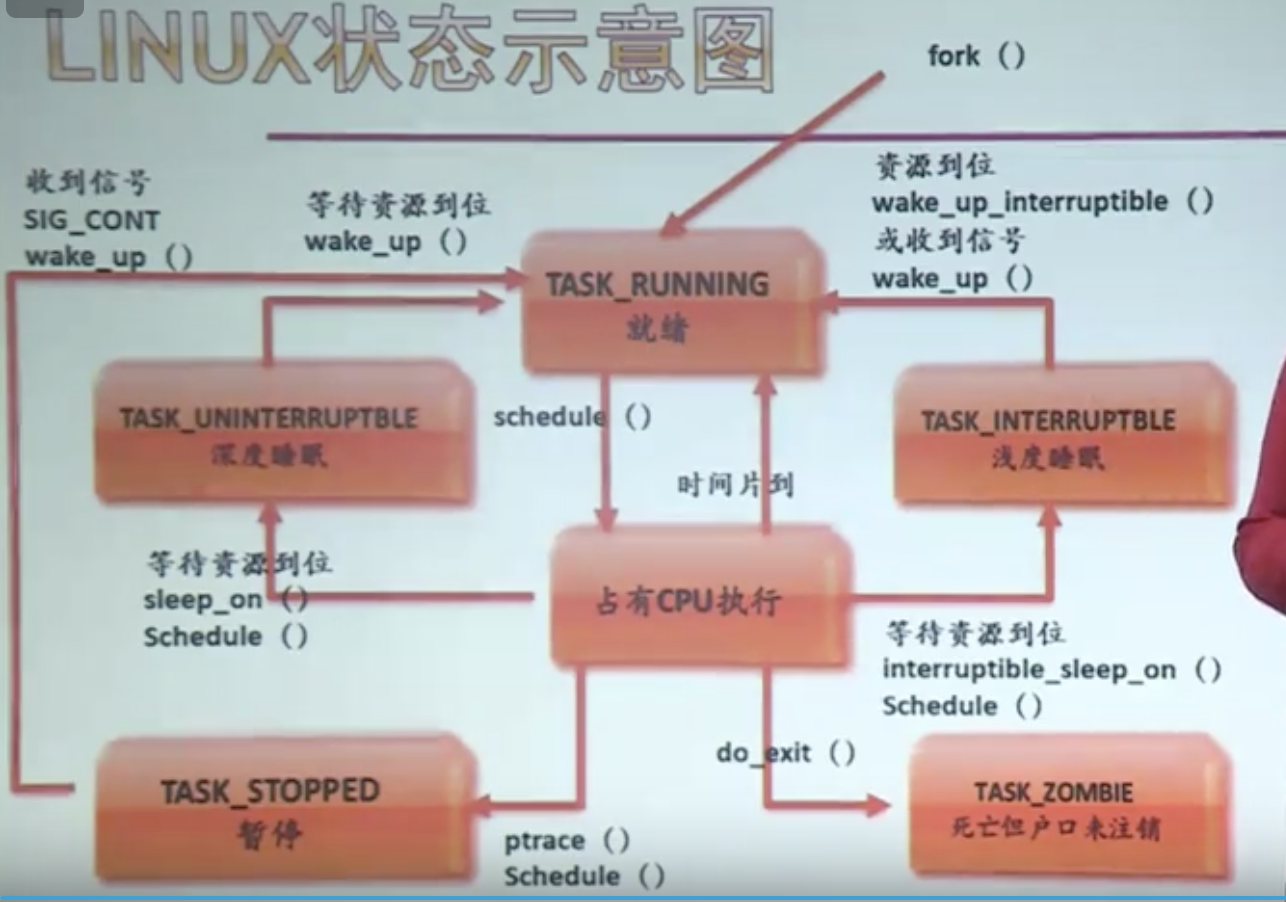 LINUX状态示意图
fork （）
收到信号
SIG_CONT
wake_up （）
等待资源到位
wake_up （）
资源到位
wake_up_interruptible （）
或收到信号
wake_up （）
TASK_RUNNING
就绪
TASK_UNINTERRUPTBLE
深度睡眠
schedule （）
时间片到
TASK_INTERRUPTBLE
浅度睡眠
等待资源到位
sleep_on （）
Schedule （）
占有CPU执行
等待资源到位
interruptible_sleep_on （）
Schedule （）
do_exit （）
TASK_STOPPED
暂停
ptrace （）
Schedule （）
TASK_ZOMBIE
死亡但户口未注销